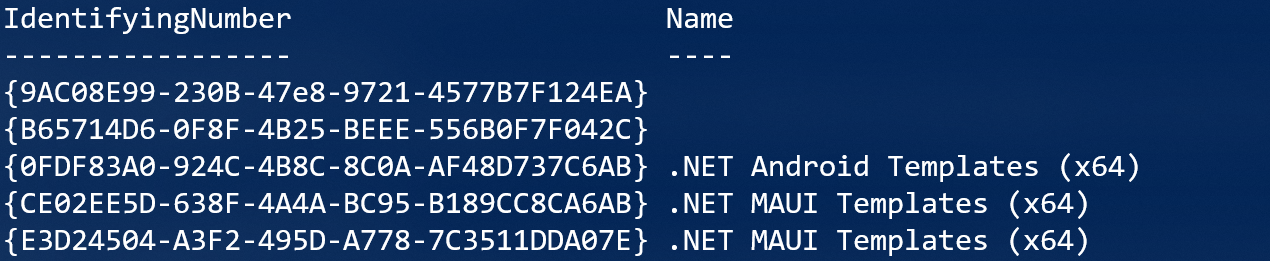 IdentifyingNumber Name
----------------- ----
{9AC08E99-230B-47e8-9721-4577B7F124EA}
{B65714D6-0F8F-4B25-BEEE-556B0F7F042C}
{0FDF83A0-924C-4B8C-8C0A-AF48D737C6AB} .NET Android Templates (x64)
{CE02EE5D-638F-4A4A-BC95-B189CC8CA6AB} .NET MAUI Templates (x64)
{E3D24504-A3F2-495D-A778-7C3511DDA07E} .NET MAUI Templates (x64)